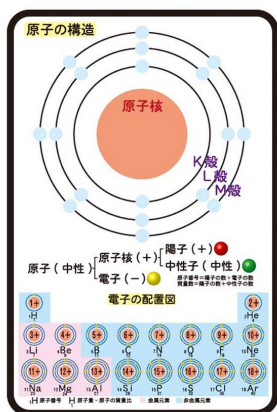 原子の構造
原子核
K殻
L殻
M殻
原子（中性） 原子核（+） 陽子（+）
中性子（中性）
電子（-）
原子番号＝陽子の数＝電子の数
質量数＝陽子の数＋中性子の数
電子の配置図
1+ 2+
1H 2He
3+ 4+ 5+ 6+ 7+ 8+ 9+ 10+
Li Be B C N O F Ne
11+ 12+ 13+ 14+ 15+ 16+ 17+ 18+
Na Mg Al Si P S Cl Ar
H 原子番号 H 原子量・原子の質量比 金属元素 非金属元素